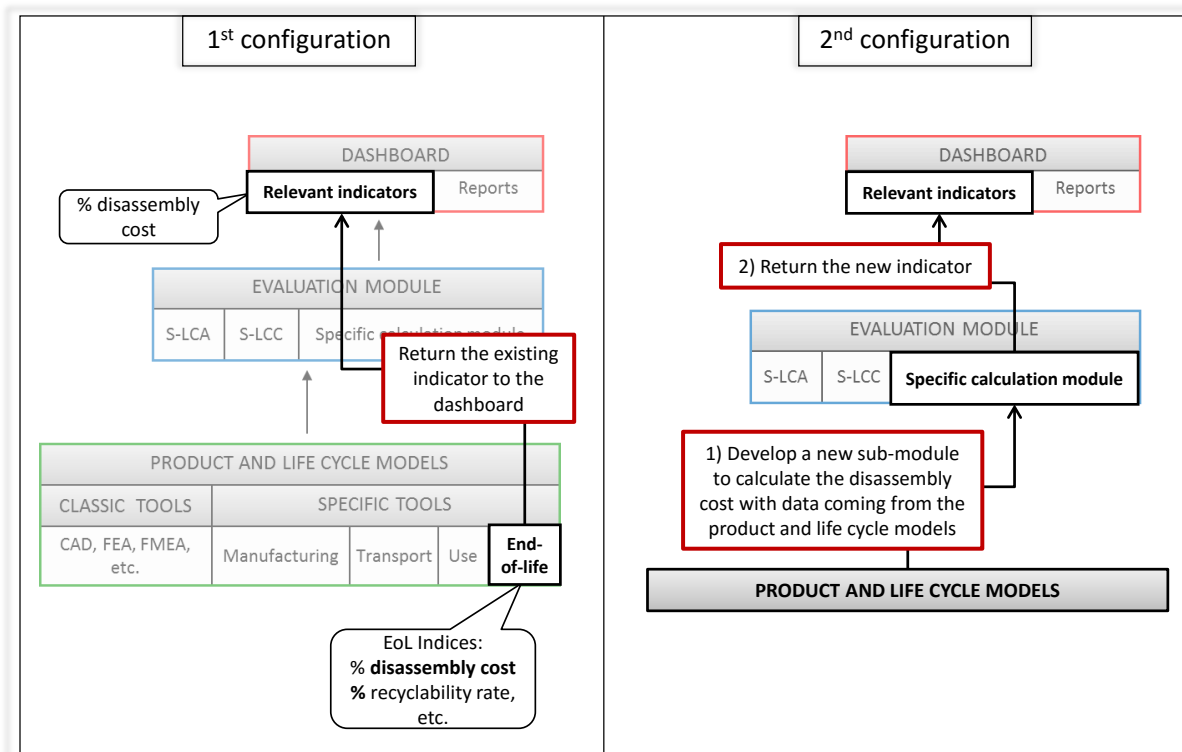 1st configuration
DASHBOARD
Relevant indicators
Reports
% disassembly
cost
EVALUATION MODULE
S-LCA
S-LCC
Specific calculation module
Return the existing
indicator to the
dashboard
PRODUCT AND LIFE CYCLE MODELS
CLASSIC TOOLS
SPECIFIC TOOLS
CAD, FEA, FMEA,
etc.
Manufacturing
Transport
Use
End-
of-life
EoL Indices:
% disassembly cost
% recyclability rate,
etc.
2nd configuration
DASHBOARD
Relevant indicators
Reports
2) Return the new indicator
EVALUATION MODULE
S-LCA
S-LCC
Specific calculation module
1) Develop a new sub-module
to calculate the disassembly
cost with data coming from the
product and life cycle models
PRODUCT AND LIFE CYCLE MODELS